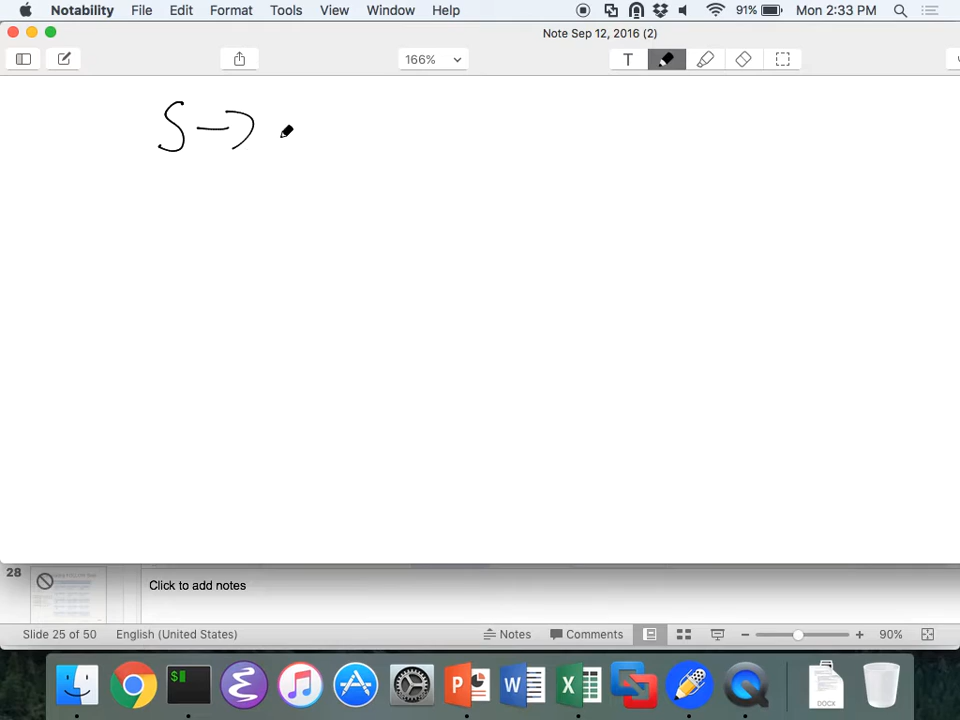 Notability File Edit Format Tools View Window Help 91% Mon 2:33 PM
Note Sep 12, 2016 (2)
166% T
S →
28 Click to add notes
Slide 25 of 50 English (United States) Notes Comments 90%
$
P W X
DOCX